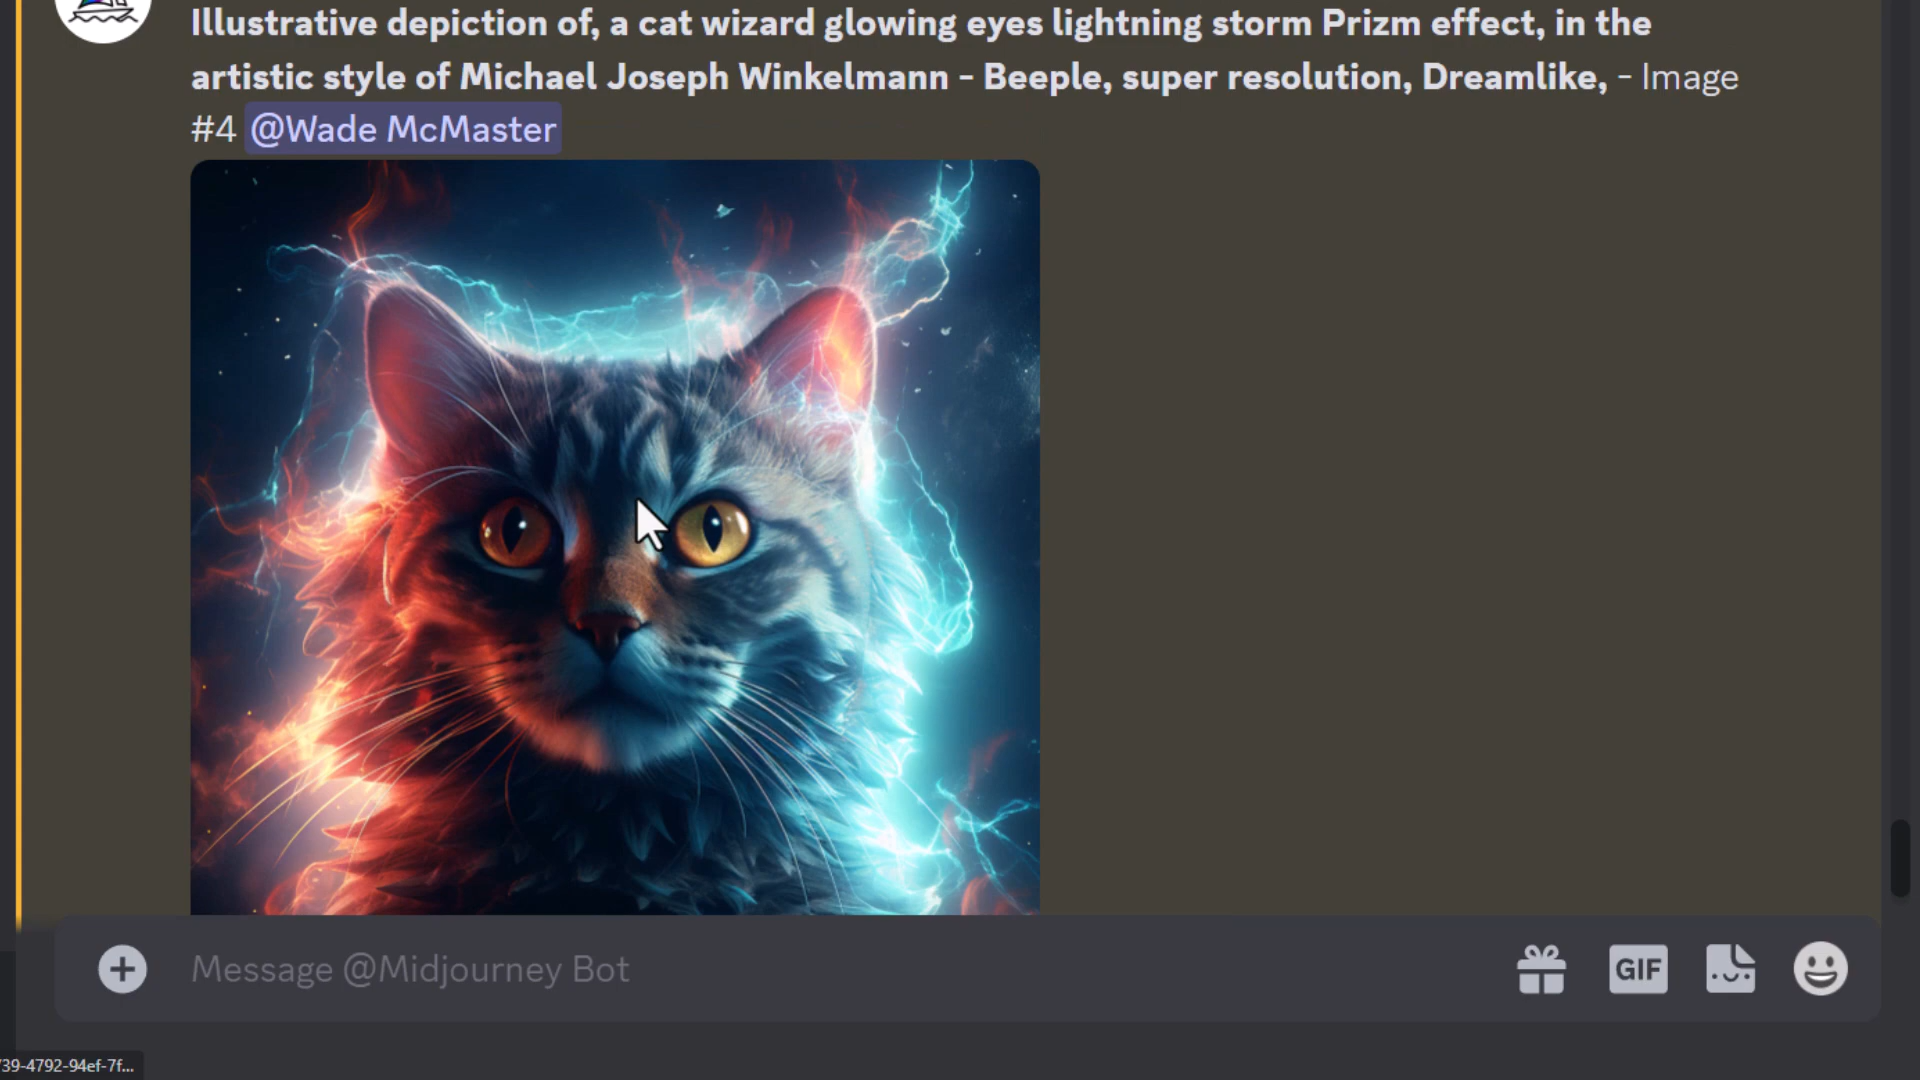 Illustrative depiction of, a cat wizard glowing eyes lightning storm Prizm effect, in the
artistic style of Michael Joseph Winkelmann - Beeple, super resolution, Dreamlike, - Image
#4 @Wade McMaster
Message @Midjourney Bot
GIF
39-4792-94ef-7f...